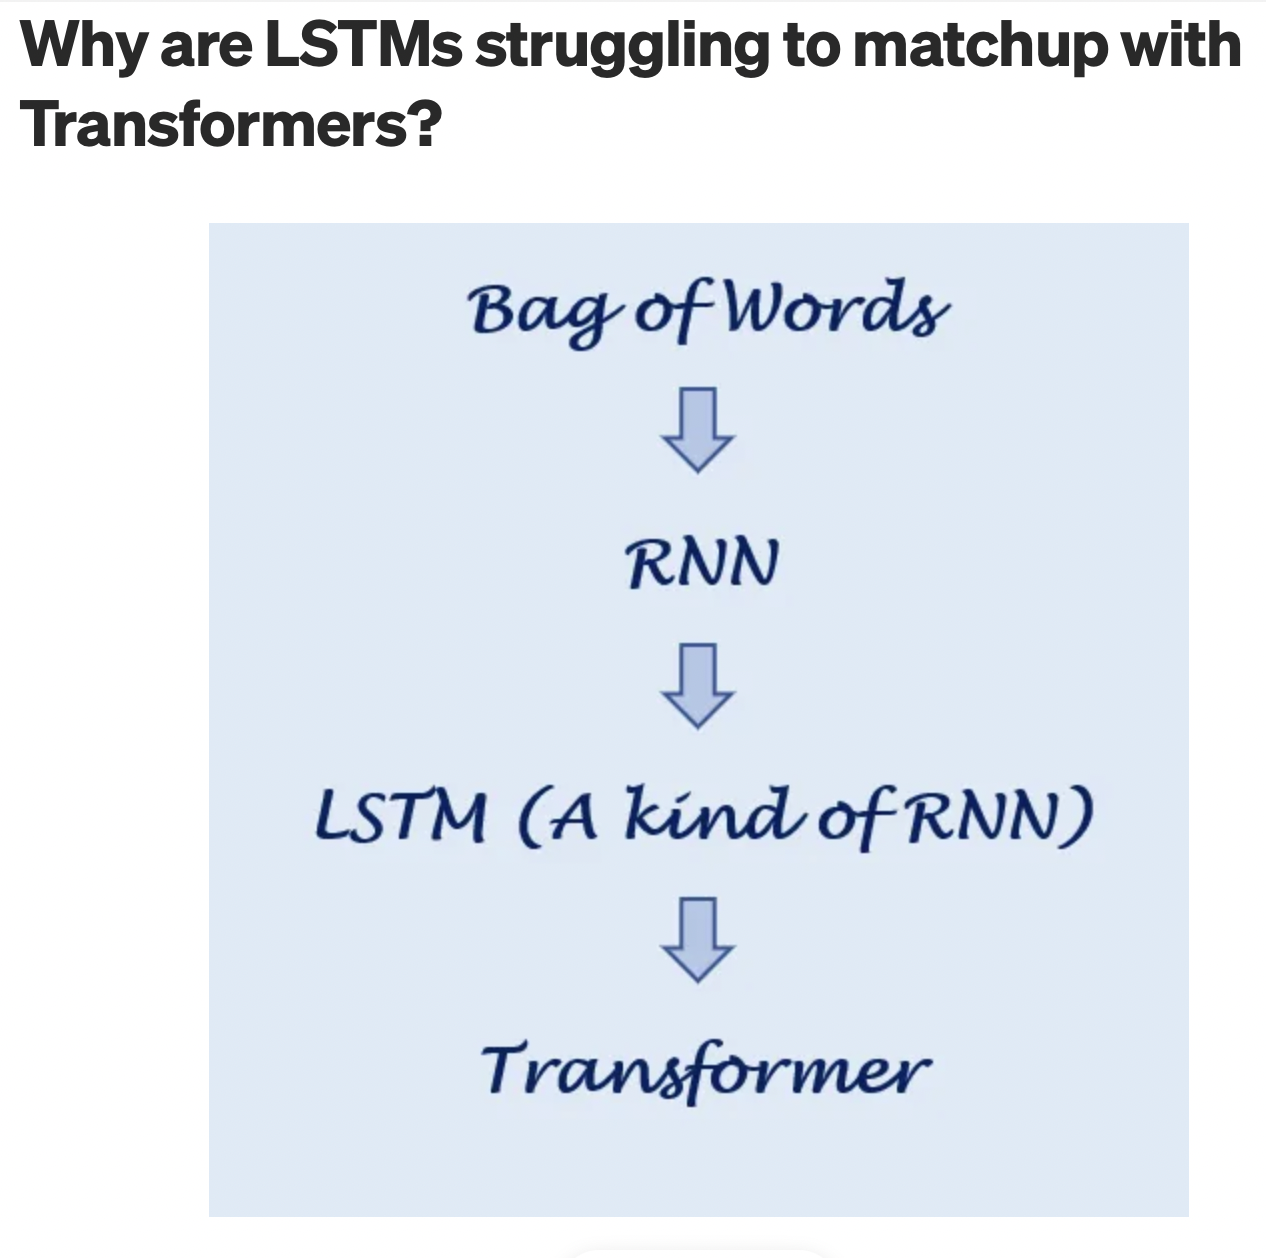 Why are LSTMs struggling to matchup with
Transformers?
Bag of Words
RNN
LSTM (A kind of RNN)
Transformer